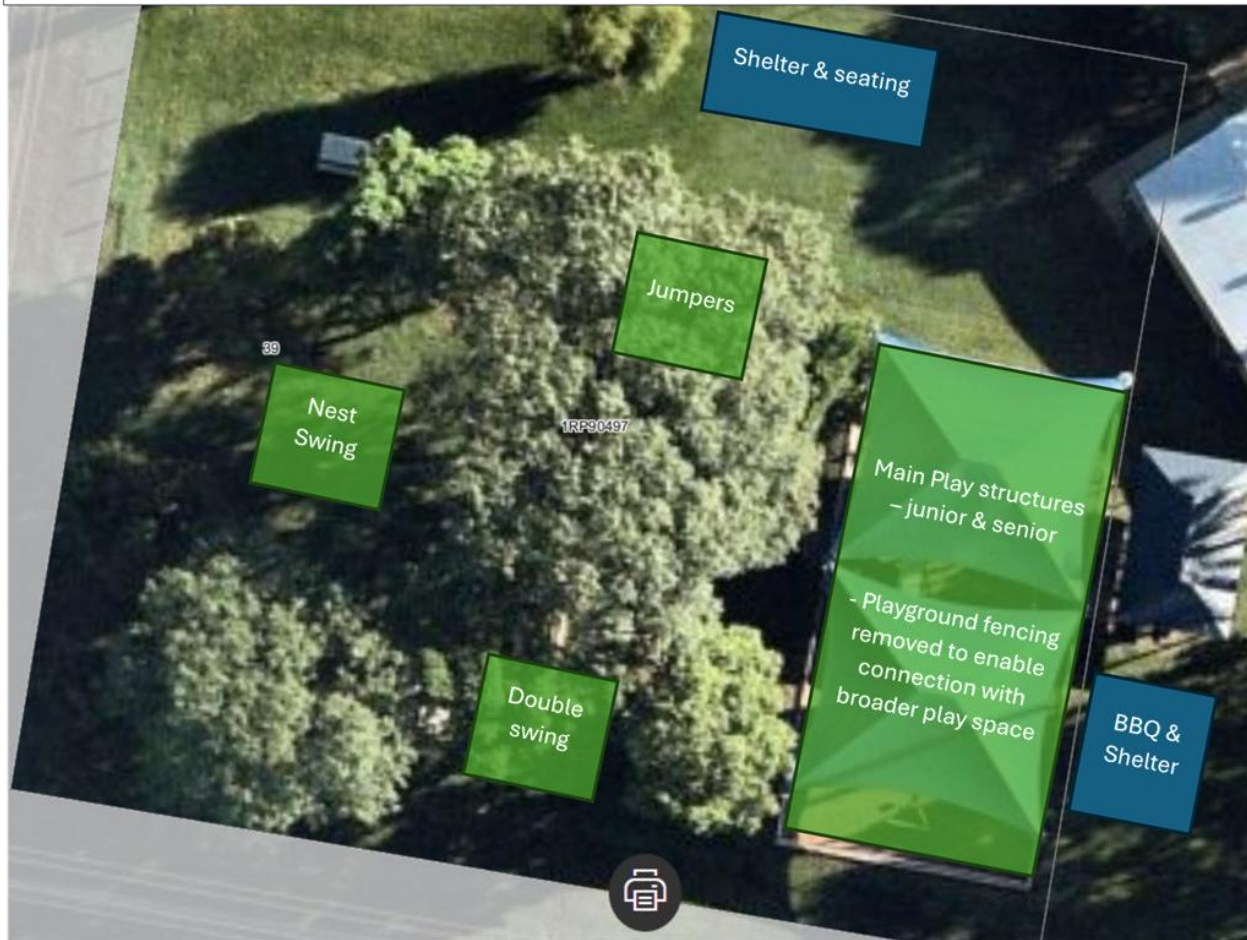 Shelter & seating
Jumpers
39
Nest
Swing
1RP90497
Main Play structures
– junior & senior
- Playground fencing
removed to enable
connection with
broader play space
Double
swing
BBQ &
Shelter